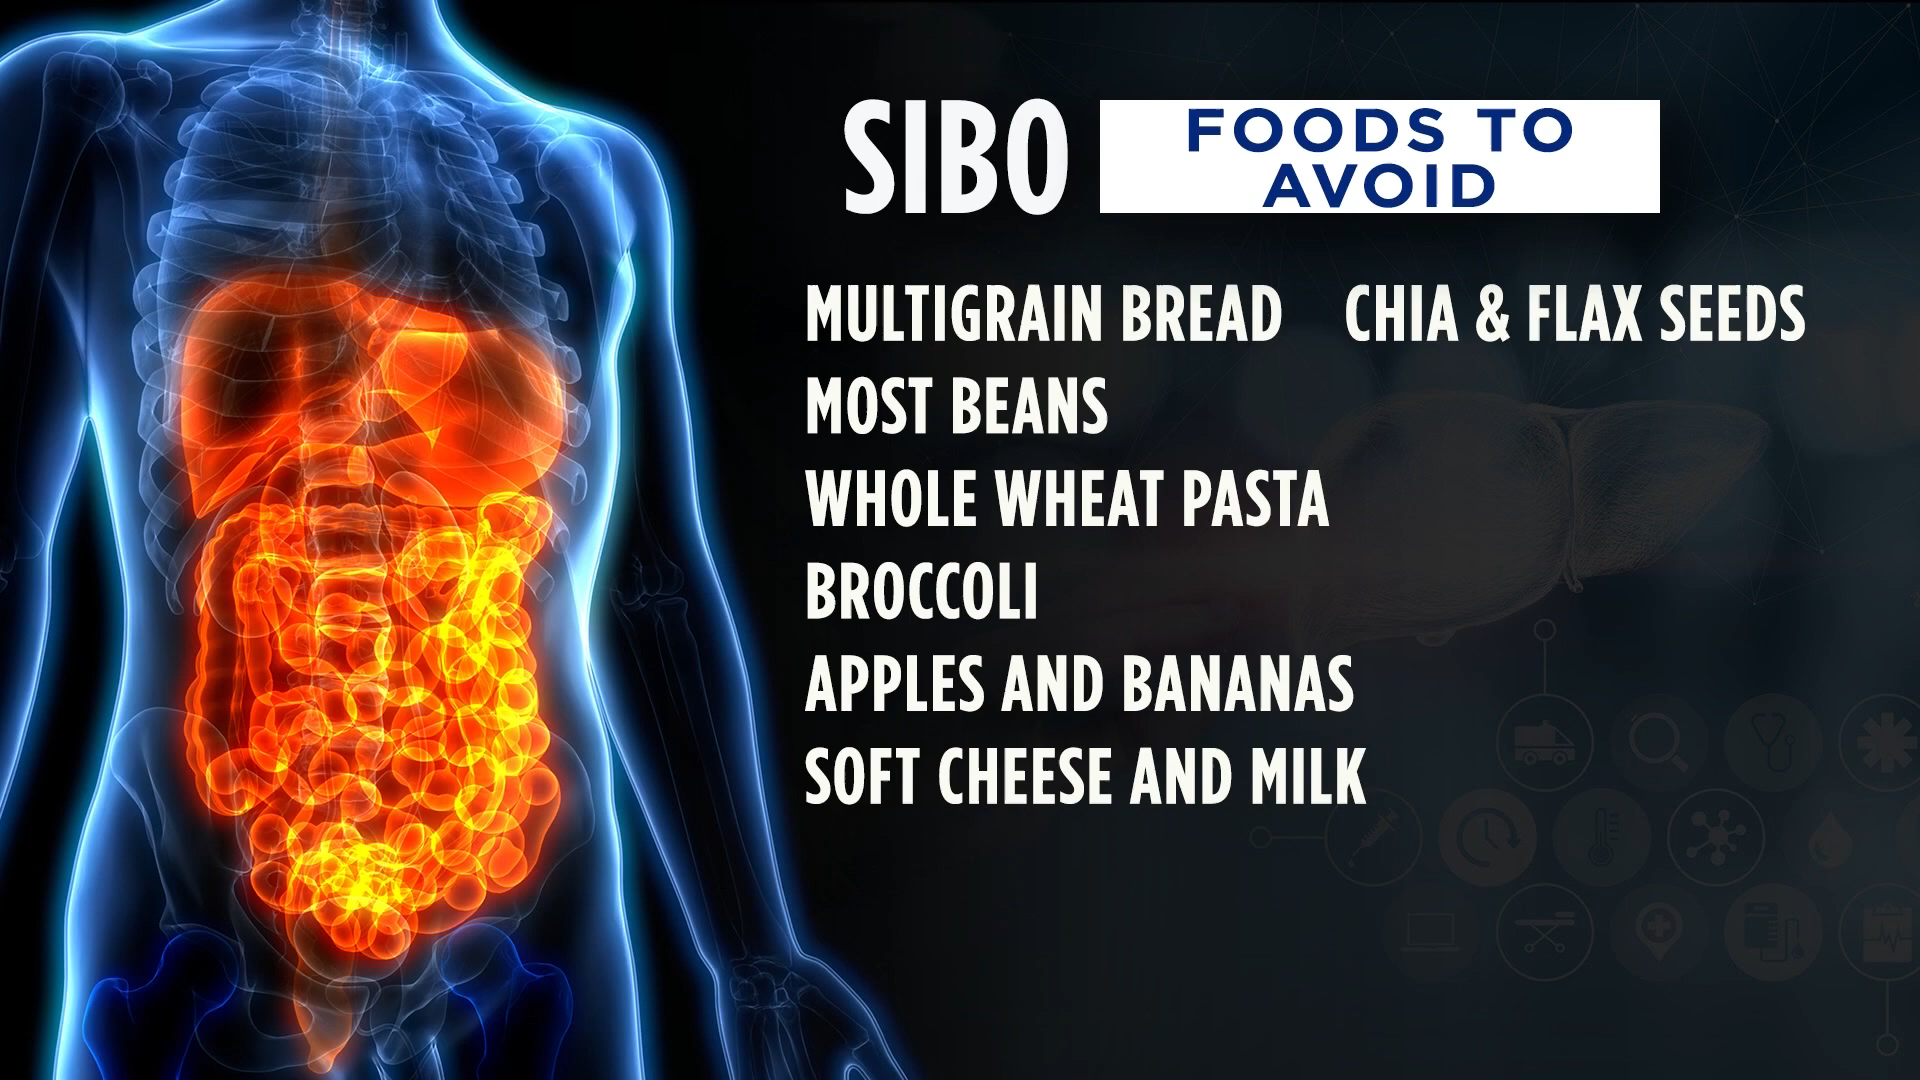 SIBO
FOODS TO
AVOID
MULTIGRAIN BREAD
MOST BEANS
WHOLE WHEAT PASTA
BROCCOLI
APPLES AND BANANAS
SOFT CHEESE AND MILK
CHIA & FLAX SEEDS